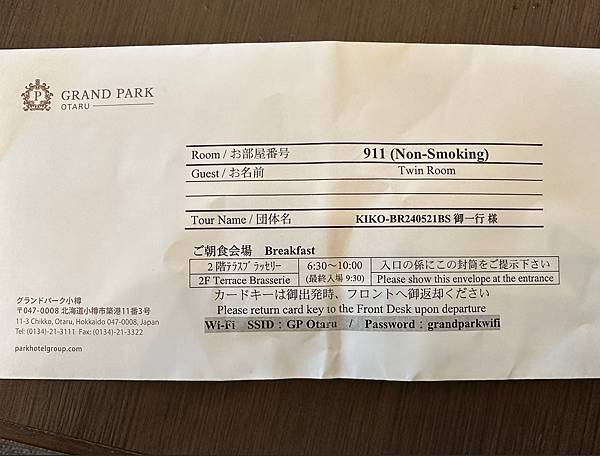 GRAND PARK
OTARU
Room / お部屋番号 911 (Non-Smoking)
Guest / お名前 Twin Room
Tour Name / 団体名 KIKO-BR240521BS 御一行 様
ご朝食会場 Breakfast
2 階ﾃﾗｽﾌﾞﾗｯｾﾘｰ 6:30~10:00 入口の係にこの封筒をご提示下さい
2F Terrace Brasserie (最終入場 9:30) Please show this envelope at the entrance
カードキーは御出発時、フロントへ御返却ください
Please return card key to the Front Desk upon departure
Wi-Fi SSID：GP Otaru / Password：grandparkwifi
グランドパーク小樽
〒047-0008 北海道小樽市築港11番3号
11-3 Chikko, Otaru, Hokkaido 047-0008, Japan
Tel: (0134)-21-3111 Fax: (0134)-21-3322
parkhotelgroup.com